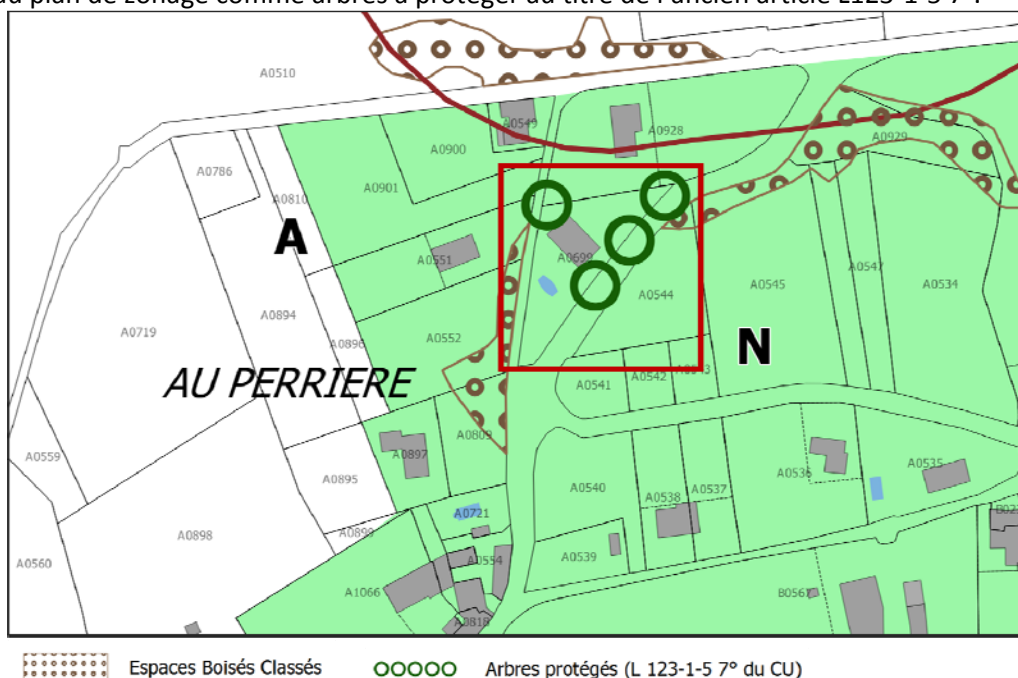 au plan de zonage comme arbres à protéger au titre de l'ancien article L123-1-5 7°.
A0510
A0549
A0928
A0929
A0900
A0786
A0901
A0810
A
A0551
A0699
A0544
A0545
A0547
A0534
A0719
A0894
A0896
A0552
N
AU PERRIERE
A0541
A0542
A0543
A0559
A0897
A0809
A0895
A0540
A0538
A0537
A0536
A0535
A0721
A0898
A0899
A0560
A0554
A0539
A1066
A0818
B0567
Espaces Boisés Classés
Arbres protégés (L 123-1-5 7° du CU)